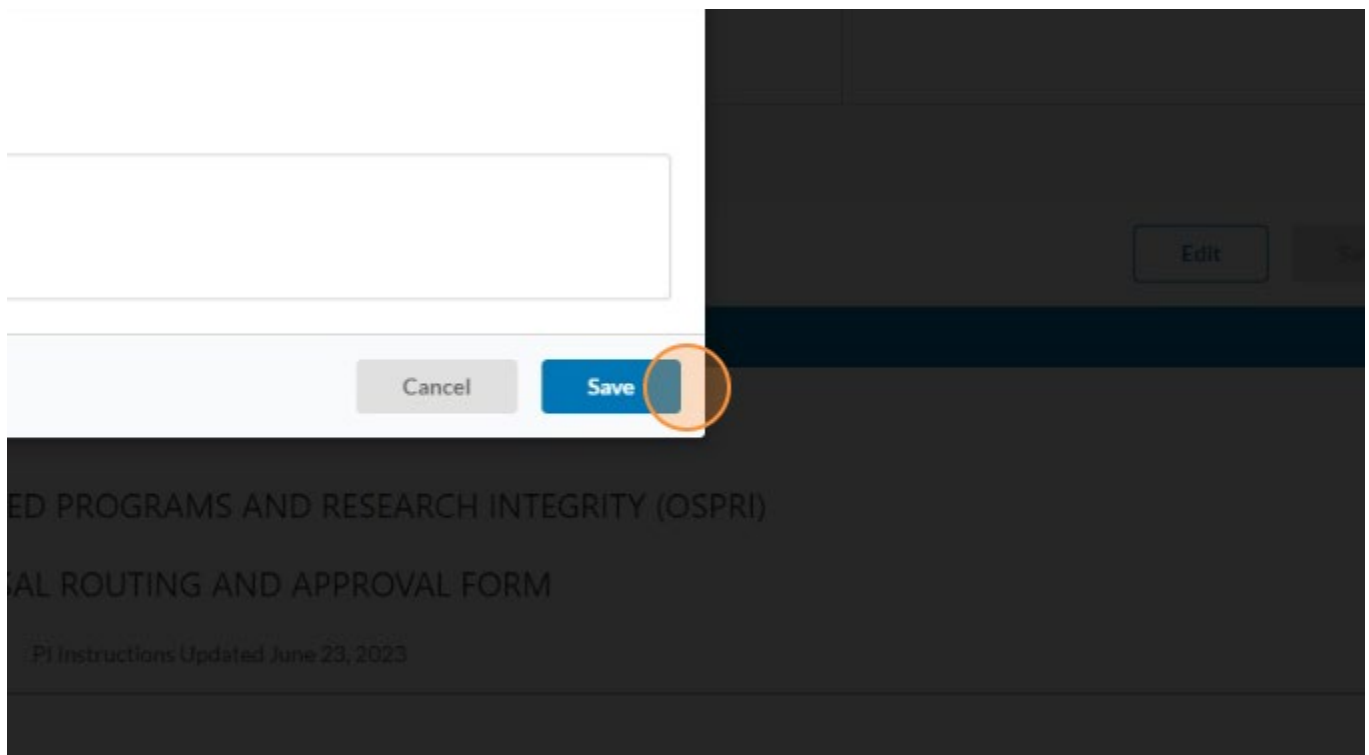 Edit
Cancel
Save
ED PROGRAMS AND RESEARCH INTEGRITY (OSPRI)
SAL ROUTING AND APPROVAL FORM
PI Instructions Updated June 23, 2023